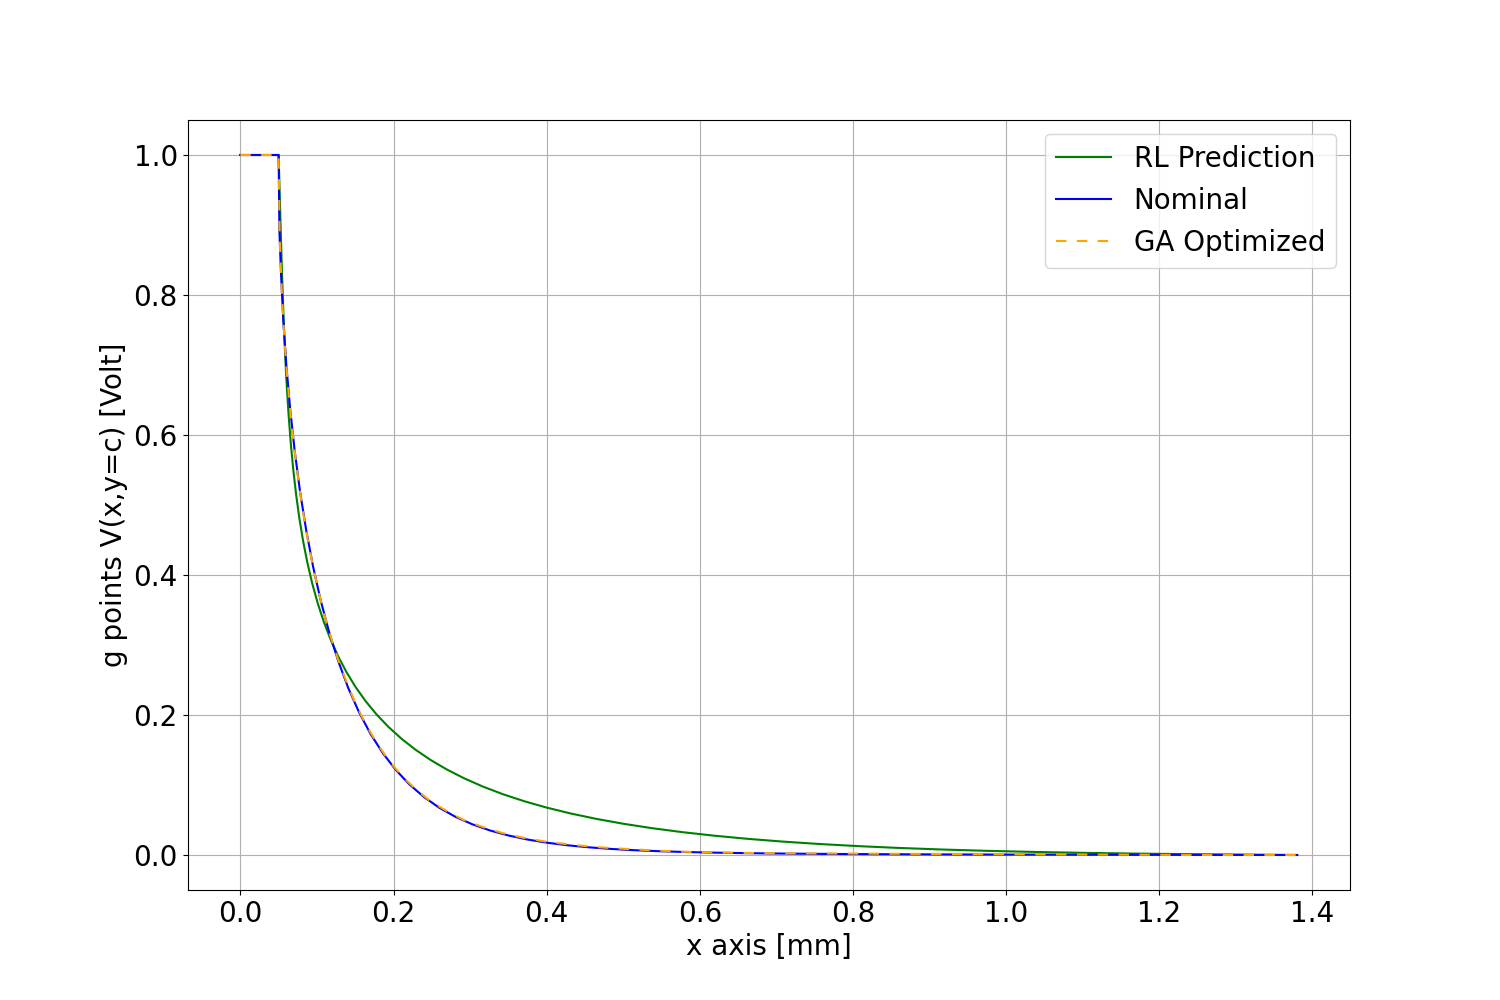 RL Prediction
Nominal
GA Optimized
g points V(x,y=c) [Volt]
1.0
0.8
0.6
0.4
0.2
0.0
0.0 0.2 0.4 0.6 0.8 1.0 1.2 1.4
x axis [mm]